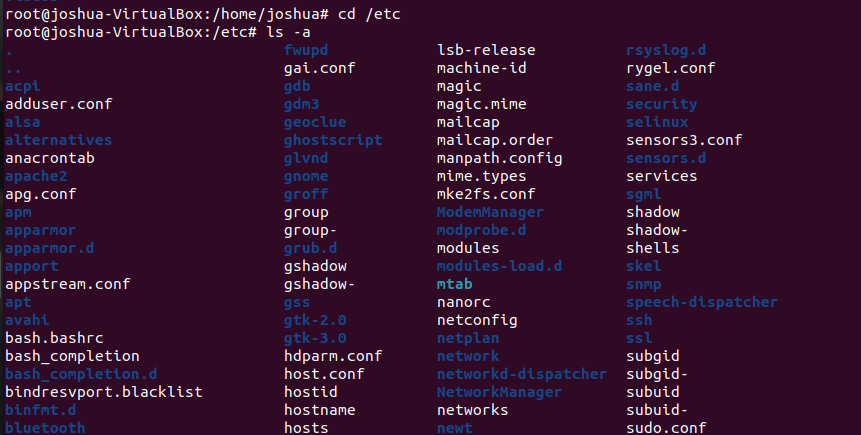 root@joshua-VirtualBox:/home/joshua# cd /etc
root@joshua-VirtualBox:/etc# ls -a
. fwupd lsb-release rsyslog.d
.. gai.conf machine-id rygel.conf
acpi gdb magic sane.d
adduser.conf gdm3 magic.mime security
alsa geoclue mailcap selinux
alternatives ghostscript mailcap.order sensors3.conf
anacrontab glvnd manpath.config sensors.d
apache2 gnome mime.types services
apg.conf groff mke2fs.conf sgml
apm group ModemManager shadow
apparmor group- modprobe.d shadow-
apparmor.d grub.d modules shells
apport gshadow modules-load.d skel
appstream.conf gshadow- mtab snmp
apt gss nanorc speech-dispatcher
avahi gtk-2.0 netconfig ssh
bash.bashrc gtk-3.0 netplan ssl
bash_completion hdparm.conf network subgid
bash_completion.d host.conf networkd-dispatcher subgid-
bindresvport.blacklist hostid NetworkManager subuid
binfmt.d hostname networks subuid-
bluetooth hosts newt sudo.conf